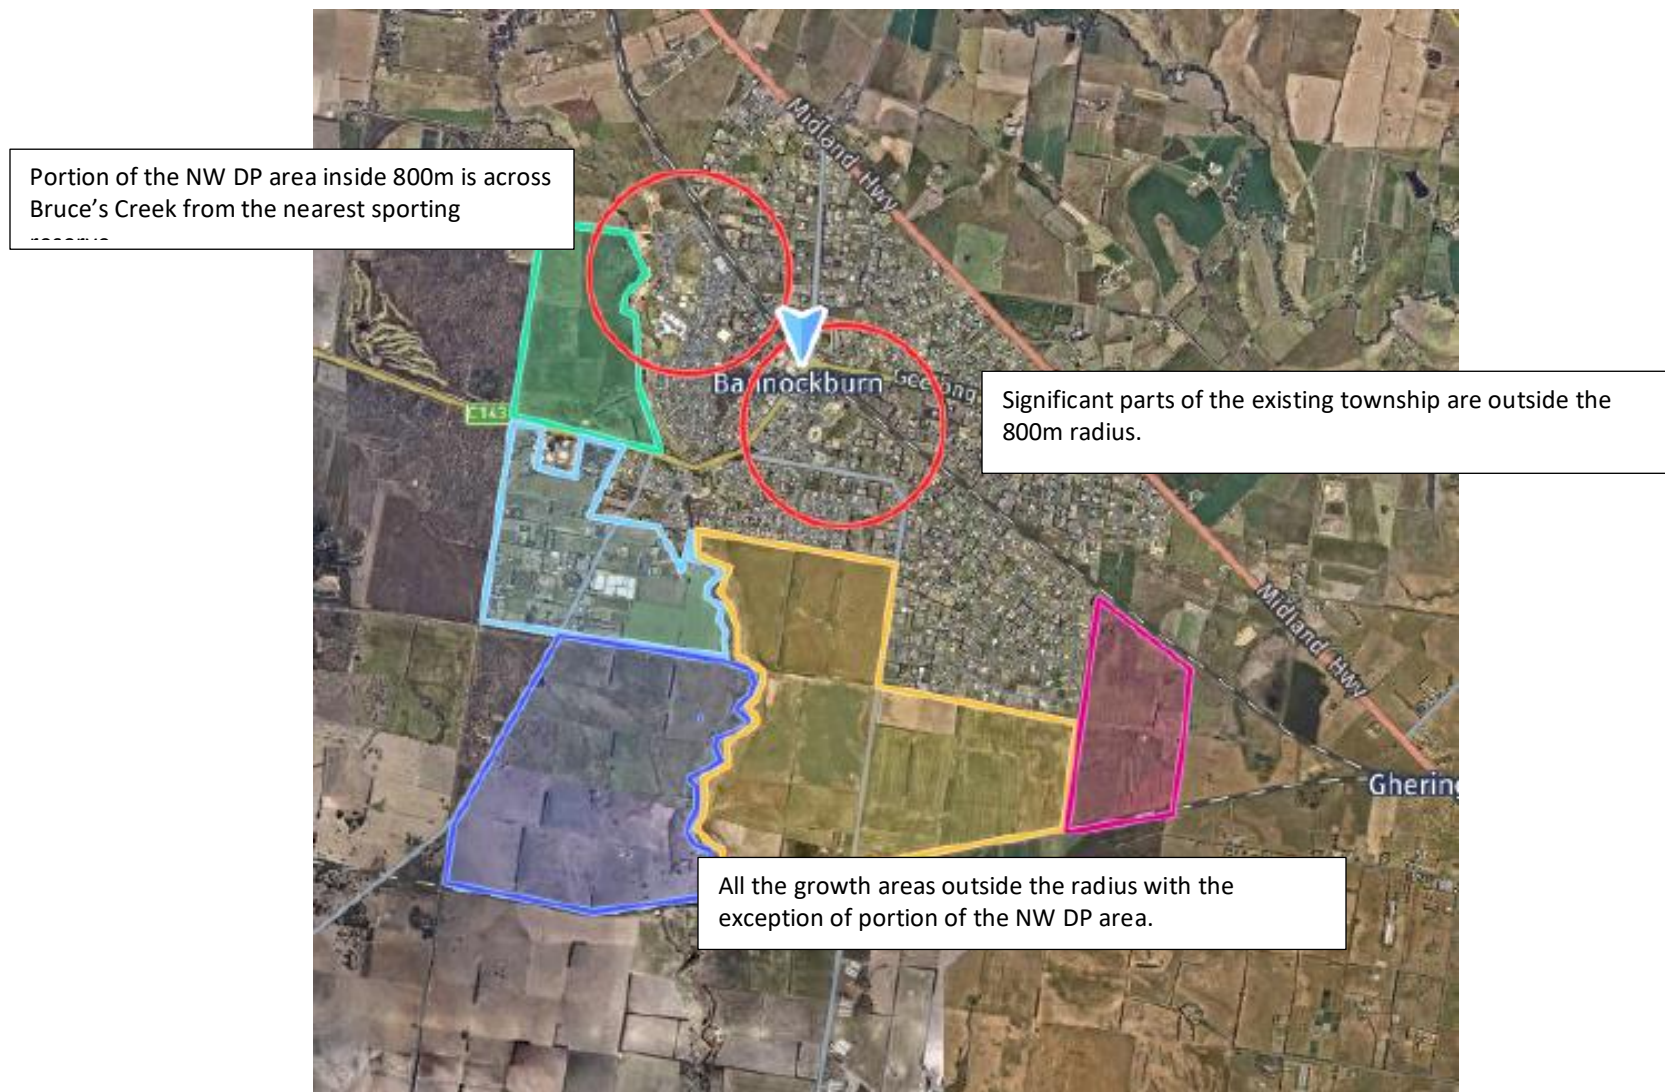 Midland Hwy
Portion of the NW DP area inside 800m is across
Bruce’s Creek from the nearest sporting
Bannockburn
Geelong
C143
Significant parts of the existing township are outside the
800m radius.
Midland Hwy
All the growth areas outside the radius with the
exception of portion of the NW DP area.